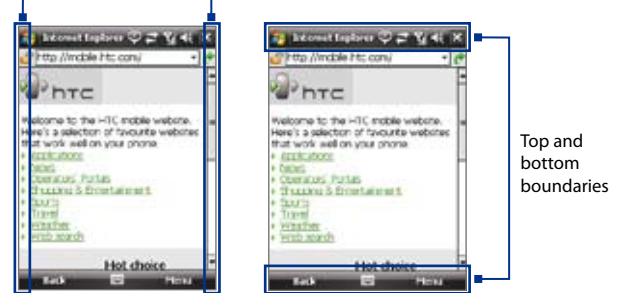 Internet Explorer
http://mobile.htc.com/
hTC
Welcome to the HTC mobile website.
Here's a selection of favourite websites
that work well on your phone.
Applications
News
Operators' Portals
Shopping & Entertainment
Sports
Travel
Weather
Web search
Hot choice
Back Menu
Internet Explorer
http://mobile.htc.com/
hTC
Welcome to the HTC mobile website.
Here's a selection of favourite websites
that work well on your phone.
Applications
News
Operators' Portals
Shopping & Entertainment
Sports
Travel
Weather
Web search
Hot choice
Back Menu
Top and
bottom
boundaries